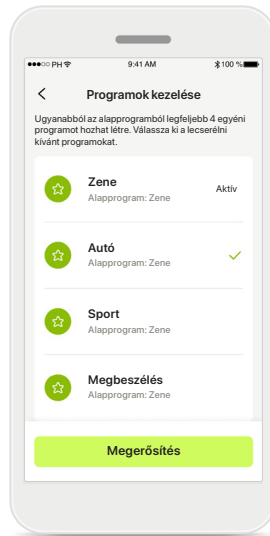 PH 9:41 AM 100 %
Programok kezelése
Ugyanabból az alapprogramból legfeljebb 4 egyéni
programot hozhat létre. Válassza ki a lecserélni
kívánt programokat.
Zene
Alapprogram: Zene
Aktív
Autó
Alapprogram: Zene
Sport
Alapprogram: Zene
Megbeszélés
Alapprogram: Zene
Megerősítés